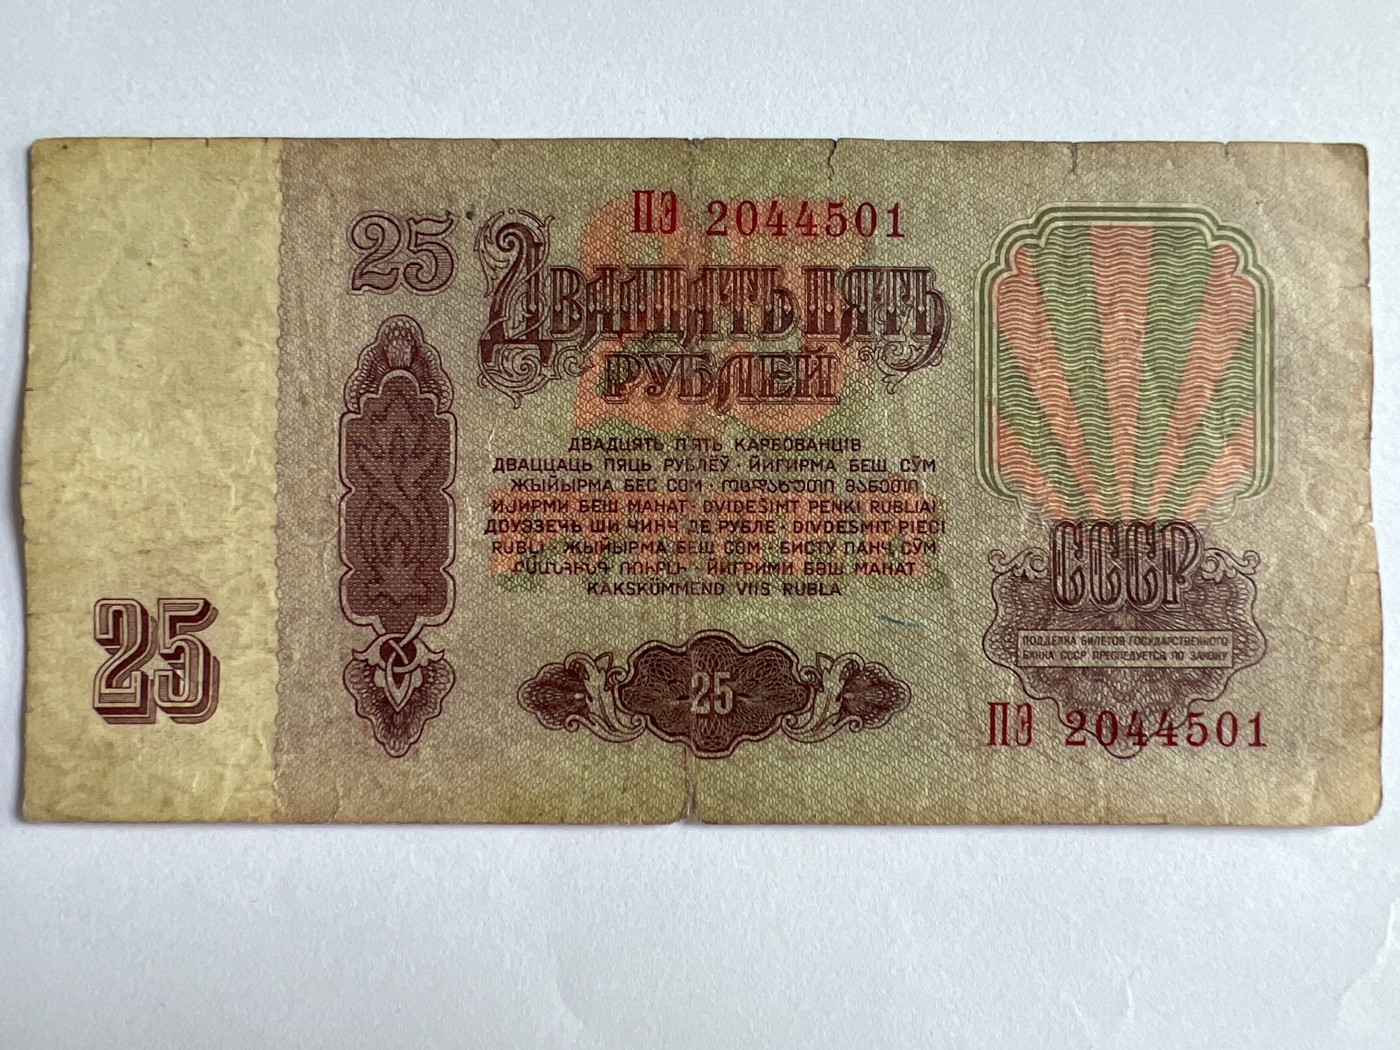 ПЭ 2044501
25 Двадцать пять
рублей
ДВАДЦЯТЬ П'ЯТЬ КАРБОВАНЦІВ
ДВАЦЦАЦЬ ПЯЦЬ РУБЛЁЎ · ЙИГИРМА БЕШ СЎМ
ЖЫЙЫРМА БЕС СОМ · ᲝᲪᲓᲐᲮᲣᲗᲘ ᲛᲐᲜᲔᲗᲘ
ИЈИРМИ БЕШ МАНАТ · DVIDEŠIMT PENKI RUBLIAI
ДОУЭЗЕЧЬ ШИ ЧИНЧ ДЕ РУБЛЕ · DIVDESMIT PIECI
RUBĻI · ЖЫЙЫРМА БЕШ СОМ · БИСТУ ПАНҶ СЎМ
ՔՍԱՆՀԻՆԳ ՌՈՒԲԼԻ · ЙИГРИМИ БӘШ МАНАТ
KAKSKÜMMEND VIIS RUBLA
СССР
ПОДДЕЛКА БИЛЕТОВ ГОСУДАРСТВЕННОГО
БАНКА СССР ПРЕСЛЕДУЕТСЯ ПО ЗАКОНУ
25
25
ПЭ 2044501